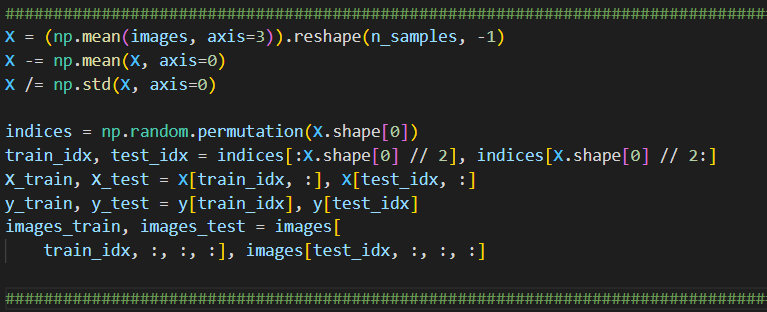 ################################################################################
X = (np.mean(images, axis=3)).reshape(n_samples, -1)
X -= np.mean(X, axis=0)
X /= np.std(X, axis=0)
indices = np.random.permutation(X.shape[0])
train_idx, test_idx = indices[:X.shape[0] // 2], indices[X.shape[0] // 2:]
X_train, X_test = X[train_idx, :], X[test_idx, :]
y_train, y_test = y[train_idx], y[test_idx]
images_train, images_test = images[
    train_idx, :, :, :], images[test_idx, :, :, :]
################################################################################